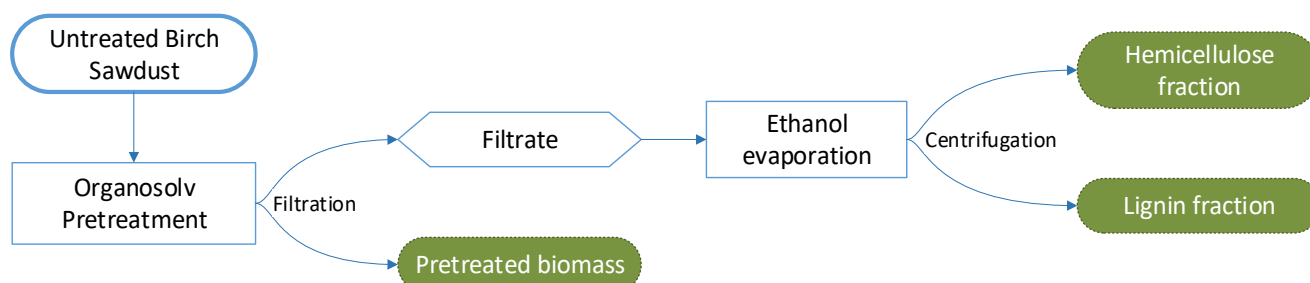 Untreated Birch
Sawdust
Organosolv
Pretreatment
Filtration
Filtrate
Pretreated biomass
Ethanol
evaporation
Centrifugation
Hemicellulose
fraction
Lignin fraction